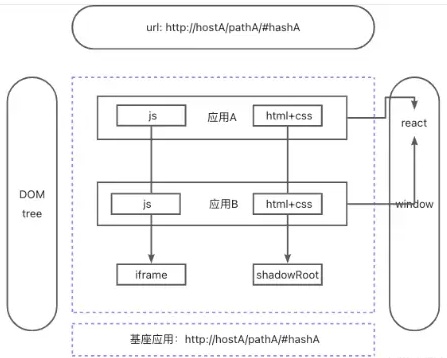 url: http://hostA/pathA/#hashA
js
应用A
html+css
react
DOM
tree
js
应用B
html+css
window
iframe
shadowRoot
基座应用：http://hostA/pathA/#hashA